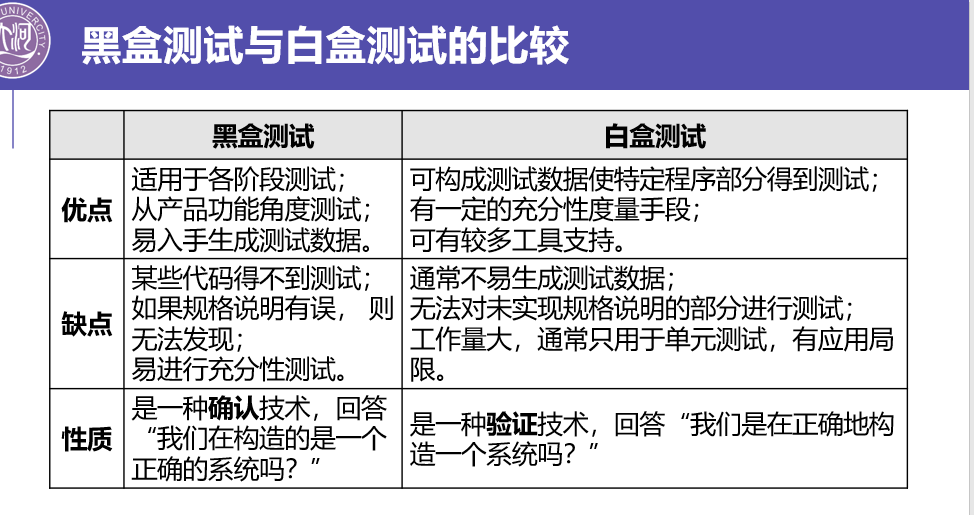 UNIVERSITY
1912
黑盒测试与白盒测试的比较
黑盒测试
白盒测试
优点
适用于各阶段测试；
从产品功能角度测试；
易入手生成测试数据。
可构成测试数据使特定程序部分得到测试；
有一定的充分性度量手段；
可有较多工具支持。
缺点
某些代码得不到测试；
如果规格说明有误， 则
无法发现；
易进行充分性测试。
通常不易生成测试数据；
无法对未实现规格说明的部分进行测试；
工作量大，通常只用于单元测试，有应用局
限。
性质
是一种确认技术，回答
“我们在构造的是一个
正确的系统吗？”
是一种验证技术，回答“我们是在正确地构
造一个系统吗？”